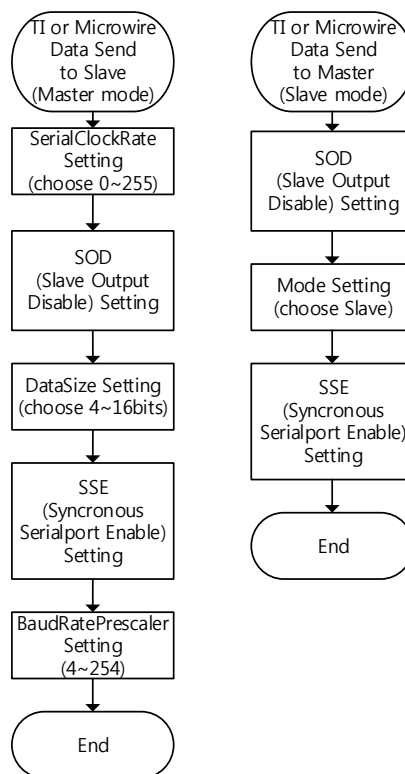 TI or Microwire
Data Send
to Slave
(Master mode)
SerialClockRate
Setting
(choose 0~255)
SOD
(Slave Output
Disable) Setting
DataSize Setting
(choose 4~16bits)
SSE
(Syncronous
Serialport Enable)
Setting
BaudRatePrescaler
Setting
(4~254)
End
TI or Microwire
Data Send
to Master
(Slave mode)
SOD
(Slave Output
Disable) Setting
Mode Setting
(choose Slave)
SSE
(Syncronous
Serialport Enable)
Setting
End